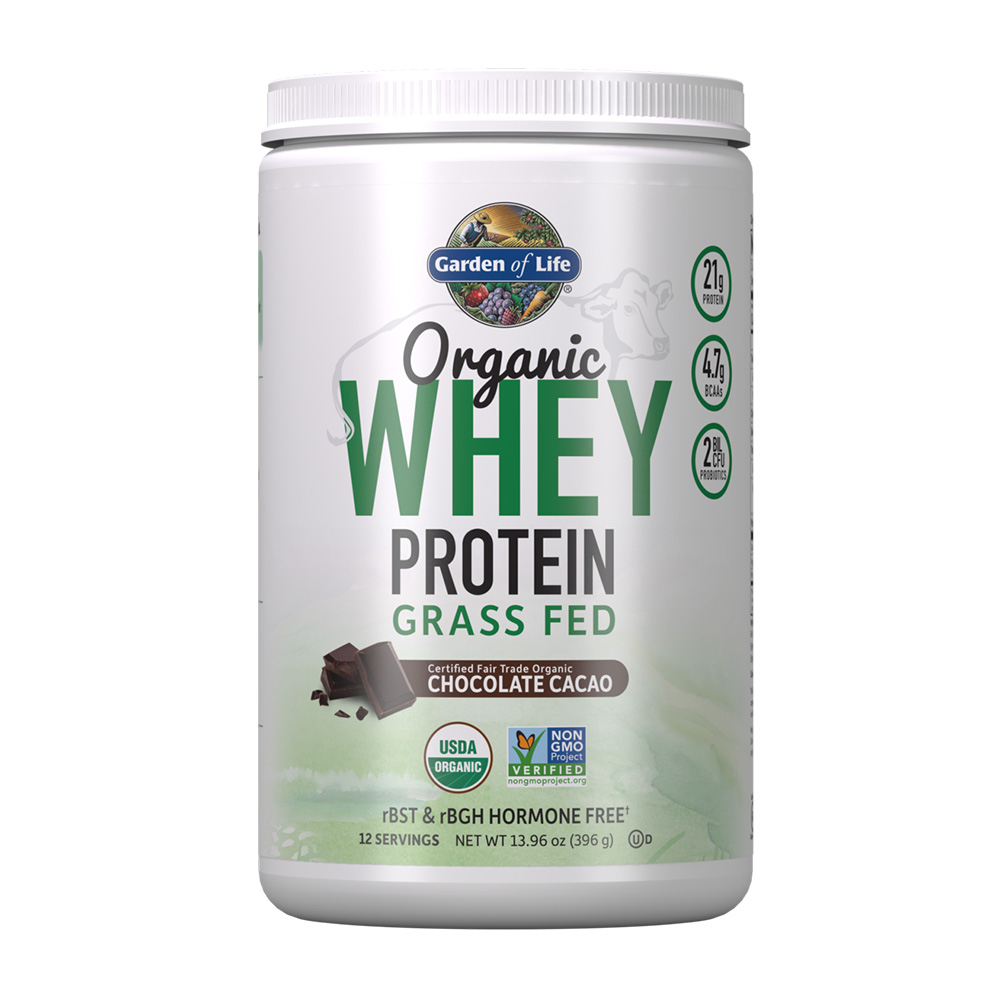 Garden of Life®
Organic
WHEY
PROTEIN
GRASS FED
Certified Fair Trade Organic
CHOCOLATE CACAO
21g
PROTEIN
4.7g
BCAAs
2 BIL CFU
PROBIOTICS
USDA
ORGANIC
NON
GMO
Project
VERIFIED
nongmoproject.org
rBST & rBGH HORMONE FREE†
12 SERVINGS NET WT 13.96 oz (396 g) U D